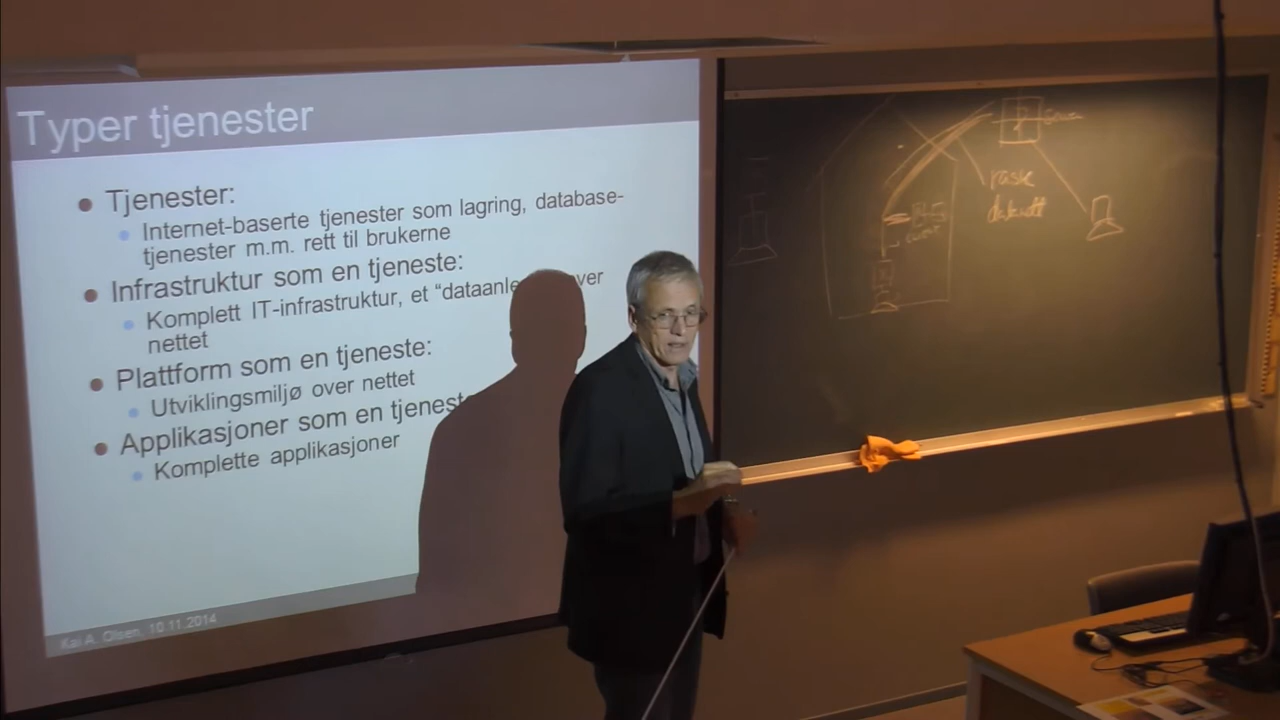 Typer tjenester
Tjenester:
Internet-baserte tjenester som lagring, database-
tjenester m.m. rett til brukerne
Infrastruktur som en tjeneste:
Komplett IT-infrastruktur, et “dataanle over
nettet
Plattform som en tjeneste:
Utviklingsmiljø over nettet
Applikasjoner som en tjenest
Komplette applikasjoner
Kai A. Olsen, 10.11.2014
rask